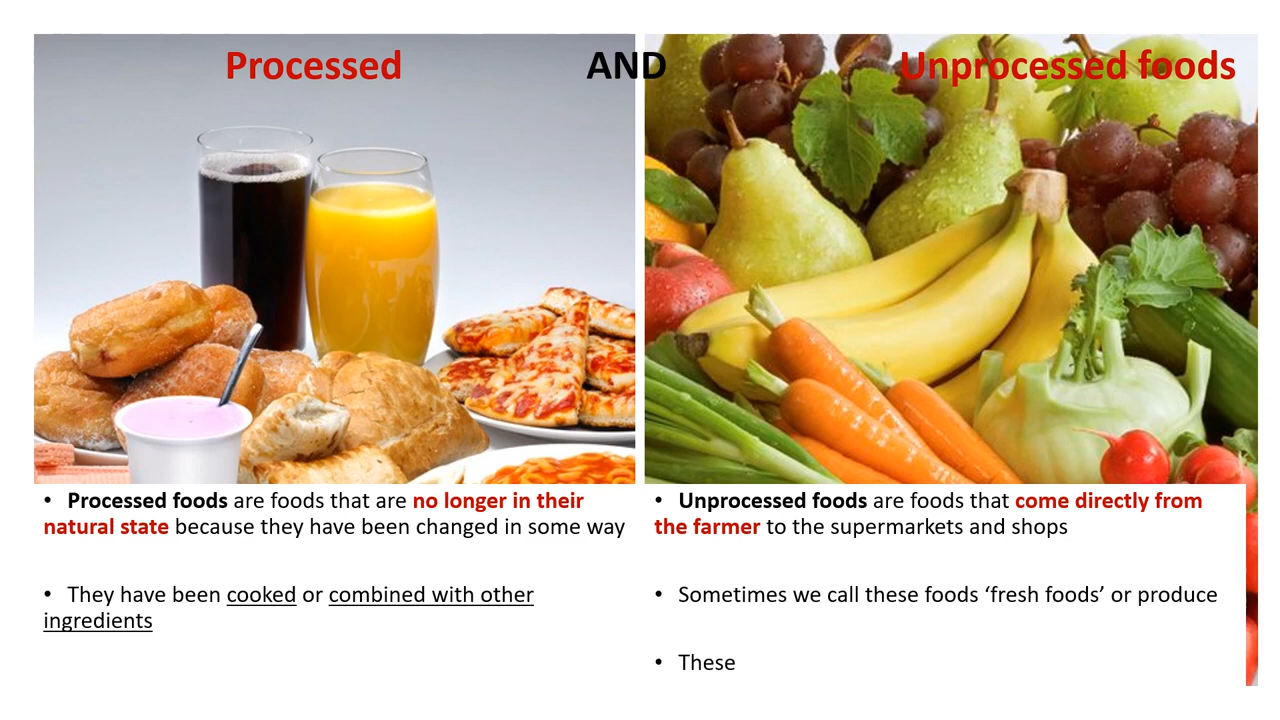 Processed AND Unprocessed foods
• Processed foods are foods that are no longer in their
natural state because they have been changed in some way
• They have been cooked or combined with other
ingredients
• Unprocessed foods are foods that come directly from
the farmer to the supermarkets and shops
• Sometimes we call these foods ‘fresh foods’ or produce
• These